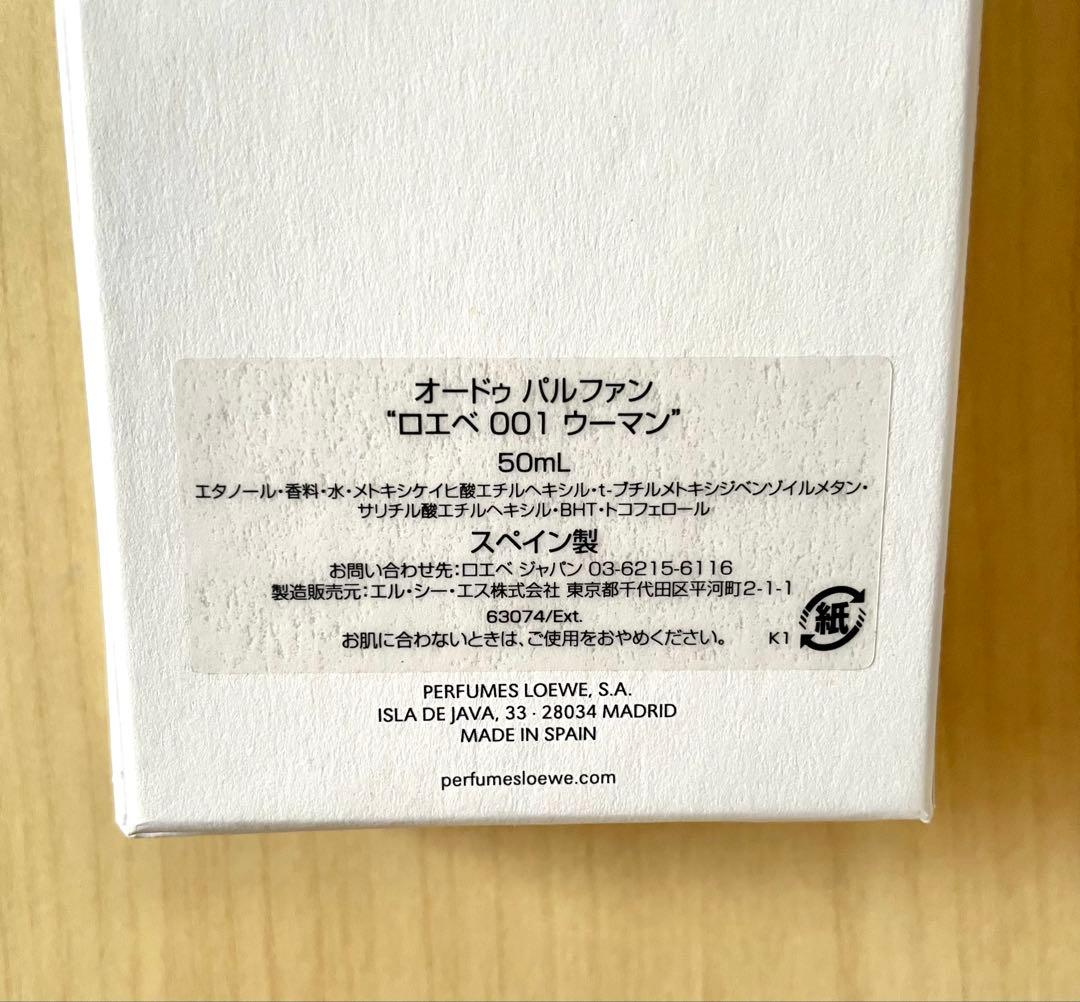 オードゥ パルファン
“ロエベ 001 ウーマン”
50mL
エタノール・香料・水・メトキシケイヒ酸エチルヘキシル・t-ブチルメトキシジベンゾイルメタン・
サリチル酸エチルヘキシル・BHT・トコフェロール
スペイン製
お問い合わせ先:ロエベ ジャパン 03-6215-6116
製造販売元:エル・シー・エス株式会社 東京都千代田区平河町2-1-1
63074/Ext.
お肌に合わないときは、ご使用をおやめください。 K1 紙
PERFUMES LOEWE, S.A.
ISLA DE JAVA, 33 · 28034 MADRID
MADE IN SPAIN
perfumesloewe.com